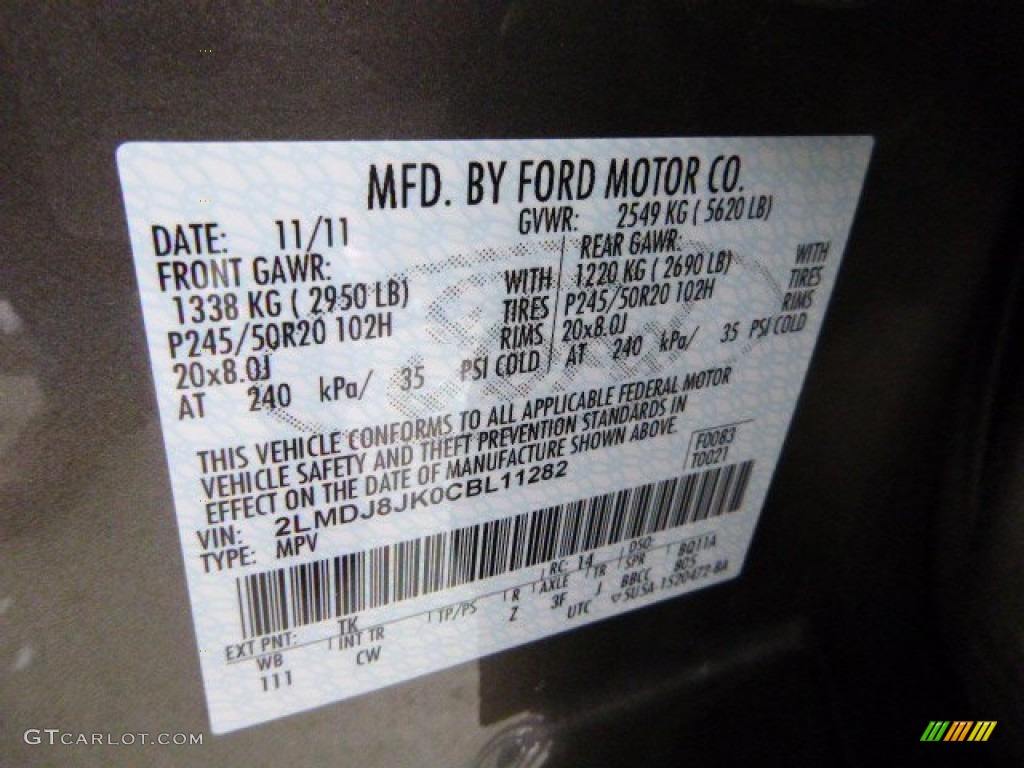 MFD. BY FORD MOTOR CO.
DATE: 11/11 GVWR: 2549 KG ( 5620 LB)
FRONT GAWR: REAR GAWR:
1338 KG ( 2950 LB) WITH 1220 KG ( 2690 LB) WITH
P245/50R20 102H TIRES P245/50R20 102H TIRES
20x8.0J RIMS 20x8.0J RIMS
AT 240 kPa/ 35 PSI COLD AT 240 kPa/ 35 PSI COLD
THIS VEHICLE CONFORMS TO ALL APPLICABLE FEDERAL MOTOR
VEHICLE SAFETY AND THEFT PREVENTION STANDARDS IN
EFFECT ON THE DATE OF MANUFACTURE SHOWN ABOVE
F0083
T0021
VIN: 2LMDJ8JK0CBL11282
TYPE: MPV
EXT PNT: TK RC: 14 DSO:
WB INT TR TP/PS R AXLE TR SPR BQ11A
111 CW Z 3F J BBCC BOS
UTC ▽5USA-1520472-BA
GTCARLOT.COM